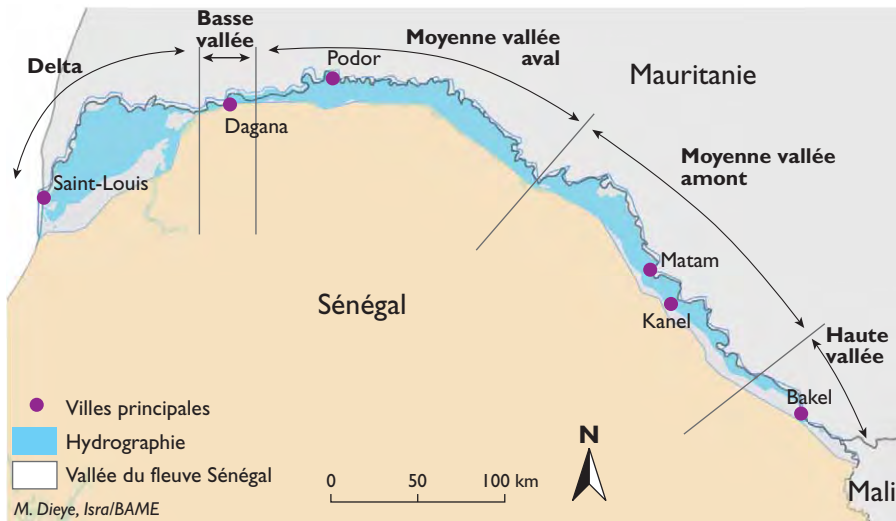 Basse
vallée
Moyenne vallée
aval
Delta
Podor
Mauritanie
Dagana
Moyenne vallée
amont
Saint-Louis
Matam
Sénégal
Kanel
Haute
vallée
Bakel
Villes principales
Hydrographie
Vallée du fleuve Sénégal
N
0 50 100 km
Mali
M. Dieye, Isra/BAME